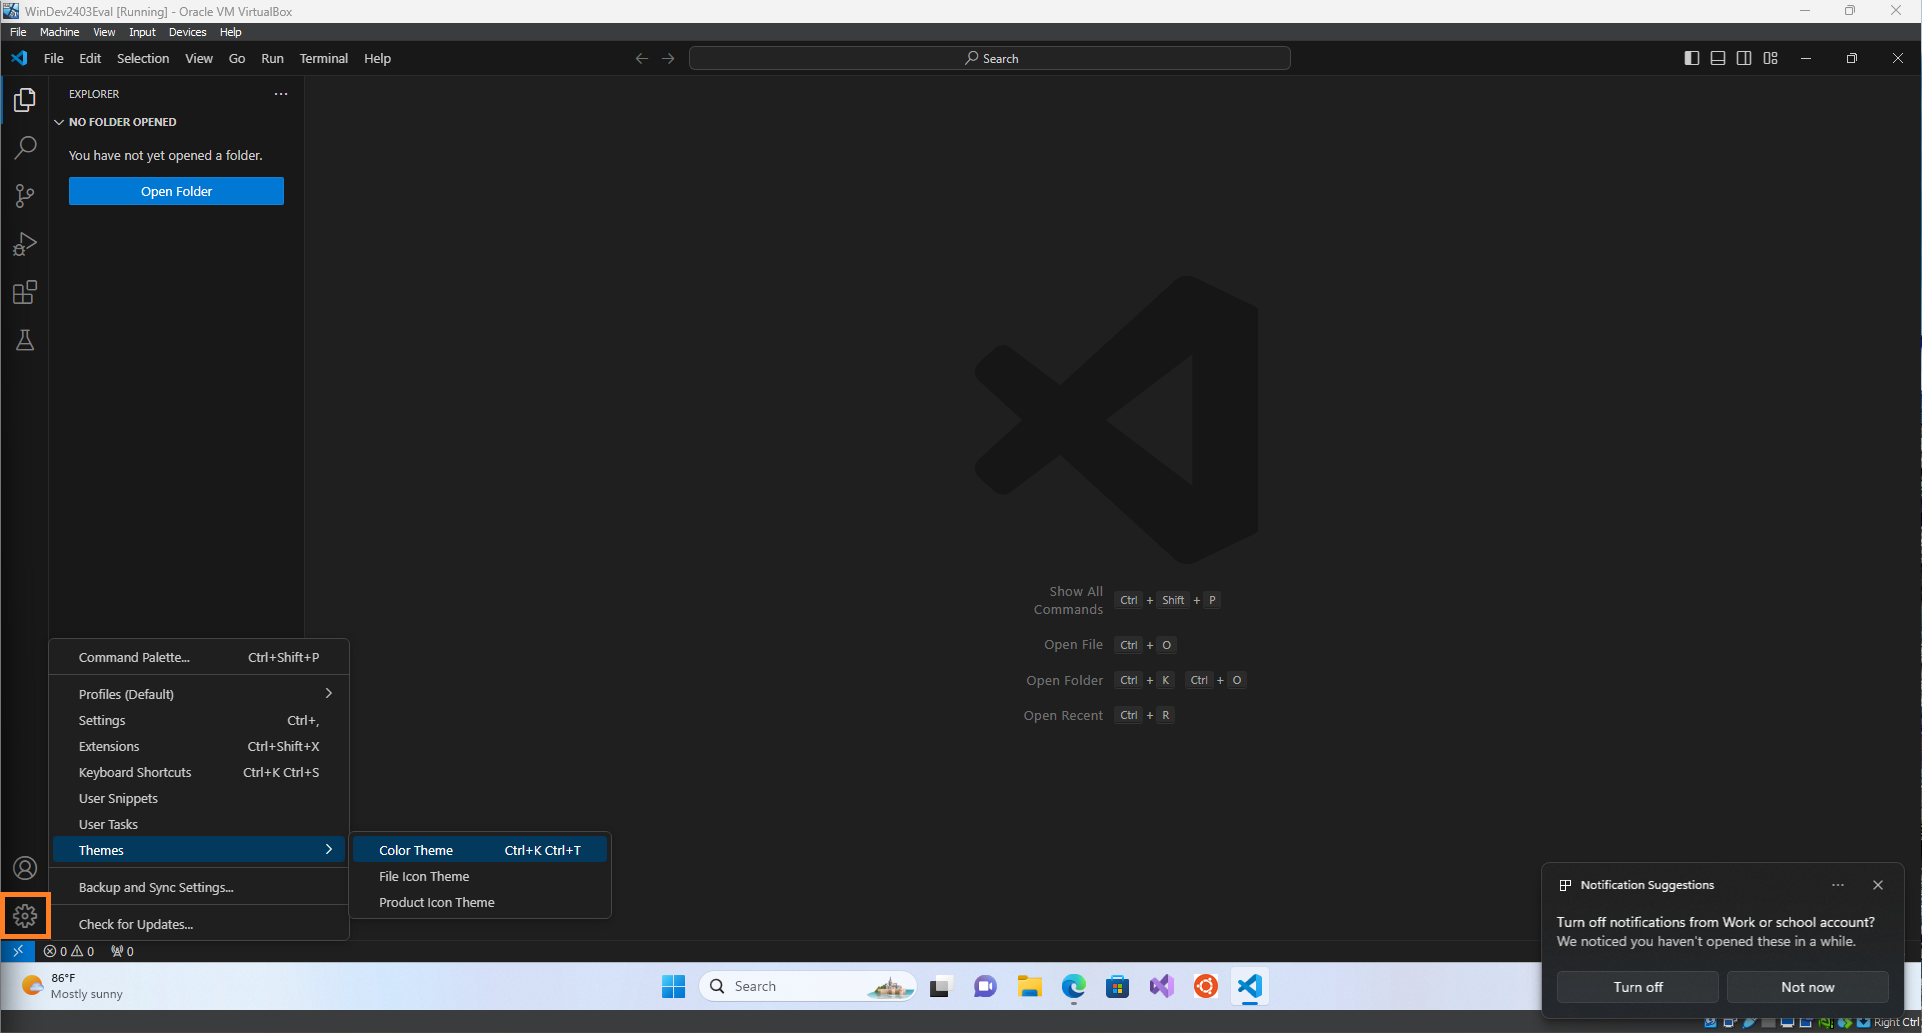 WinDev2403Eval [Running] - Oracle VM VirtualBox
File Machine View Input Devices Help
File Edit Selection View Go Run Terminal Help
Search
EXPLORER
NO FOLDER OPENED
You have not yet opened a folder.
Open Folder
Show All Commands Ctrl + Shift + P
Open File Ctrl + O
Open Folder Ctrl + K Ctrl + O
Open Recent Ctrl + R
Command Palette... Ctrl+Shift+P
Profiles (Default)
Settings Ctrl+,
Extensions Ctrl+Shift+X
Keyboard Shortcuts Ctrl+K Ctrl+S
User Snippets
User Tasks
Themes
Color Theme Ctrl+K Ctrl+T
File Icon Theme
Product Icon Theme
Backup and Sync Settings...
Check for Updates...
Notification Suggestions
Turn off notifications from Work or school account?
We noticed you haven't opened these in a while.
Turn off
Not now
0 0 0
86°F
Mostly sunny
Search
Right Ctrl